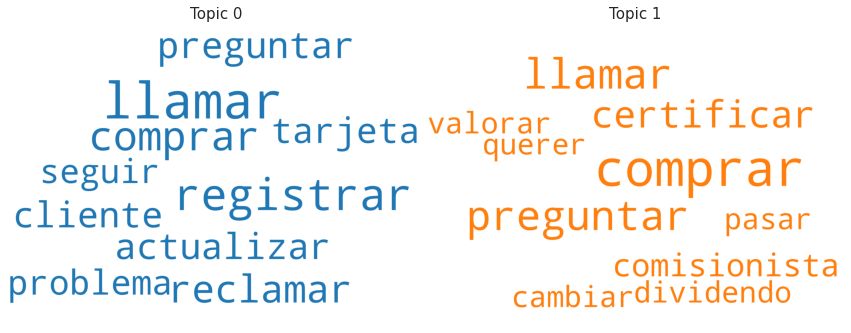 Topic 0
preguntar
llamar
comprar
tarjeta
seguir
registrar
cliente
actualizar
problema
reclamar
Topic 1
llamar
certificar
valorar
querer
comprar
preguntar
pasar
comisionista
dividendo
cambiar